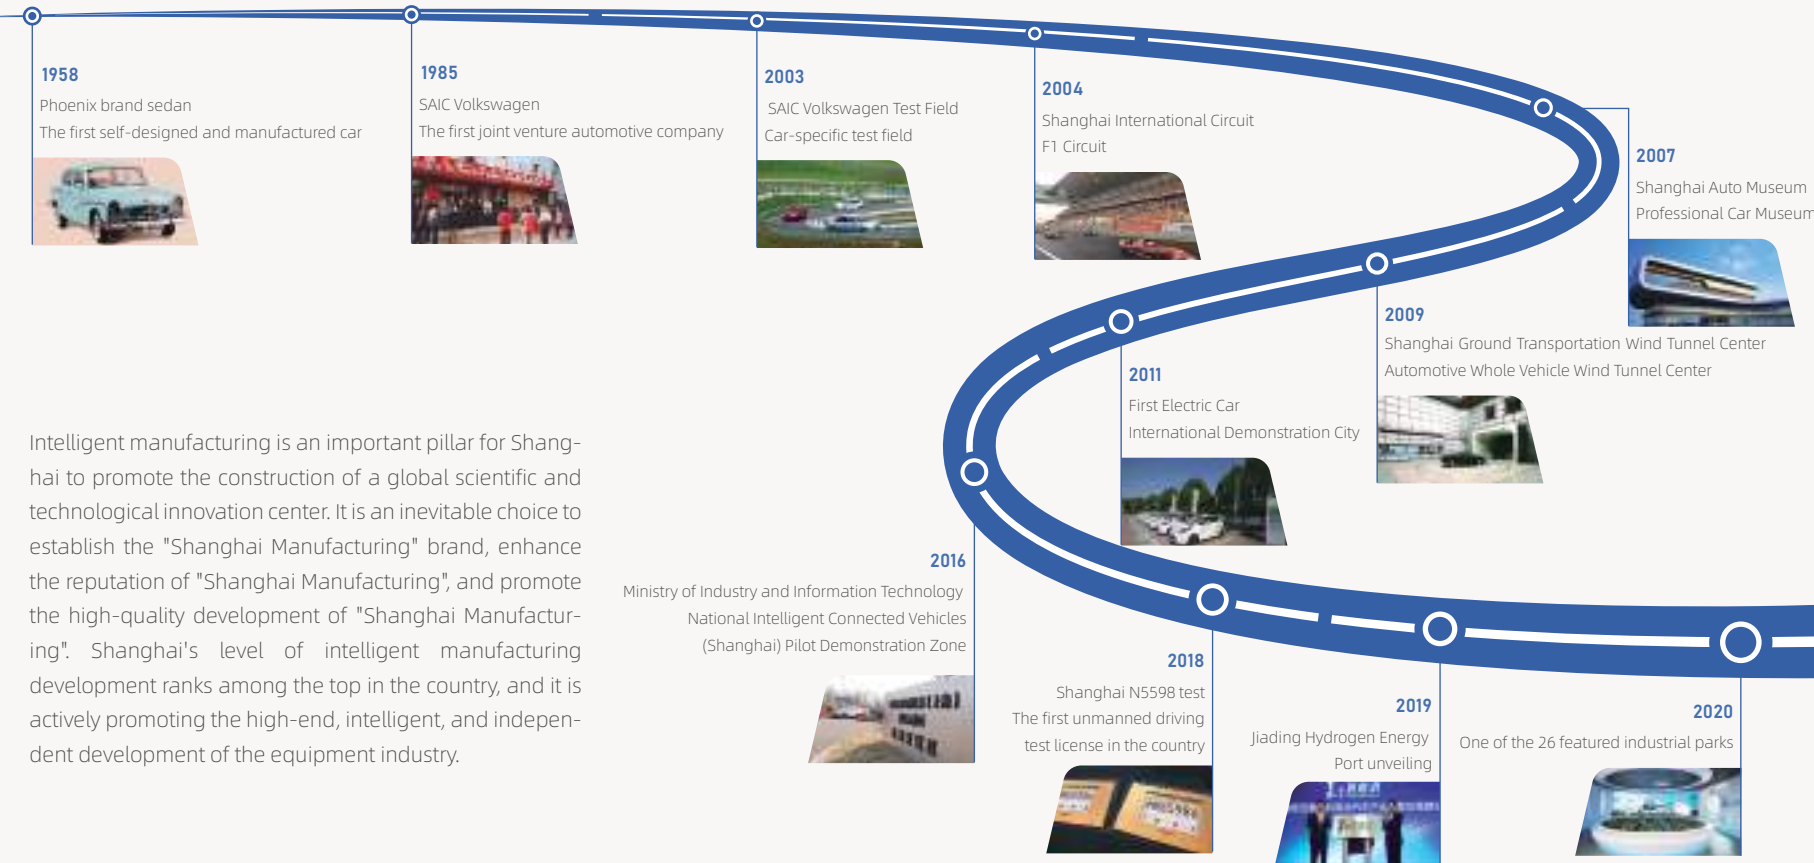 1958
Phoenix brand sedan
The first self-designed and manufactured car
1985
SAIC Volkswagen
The first joint venture automotive company
2003
SAIC Volkswagen Test Field
Car-specific test field
2004
Shanghai International Circuit
F1 Circuit
2007
Shanghai Auto Museum
Professional Car Museum
2009
Shanghai Ground Transportation Wind Tunnel Center
Automotive Whole Vehicle Wind Tunnel Center
2011
First Electric Car
International Demonstration City
Intelligent manufacturing is an important pillar for Shang-
hai to promote the construction of a global scientific and
technological innovation center. It is an inevitable choice to
establish the "Shanghai Manufacturing" brand, enhance
the reputation of "Shanghai Manufacturing", and promote
the high-quality development of "Shanghai Manufactur-
ing". Shanghai's level of intelligent manufacturing
development ranks among the top in the country, and it is
actively promoting the high-end, intelligent, and indepen-
dent development of the equipment industry.
2016
Ministry of Industry and Information Technology
National Intelligent Connected Vehicles
(Shanghai) Pilot Demonstration Zone
2018
Shanghai N5598 test
The first unmanned driving
test license in the country
2019
Jiading Hydrogen Energy
Port unveiling
2020
One of the 26 featured industrial parks